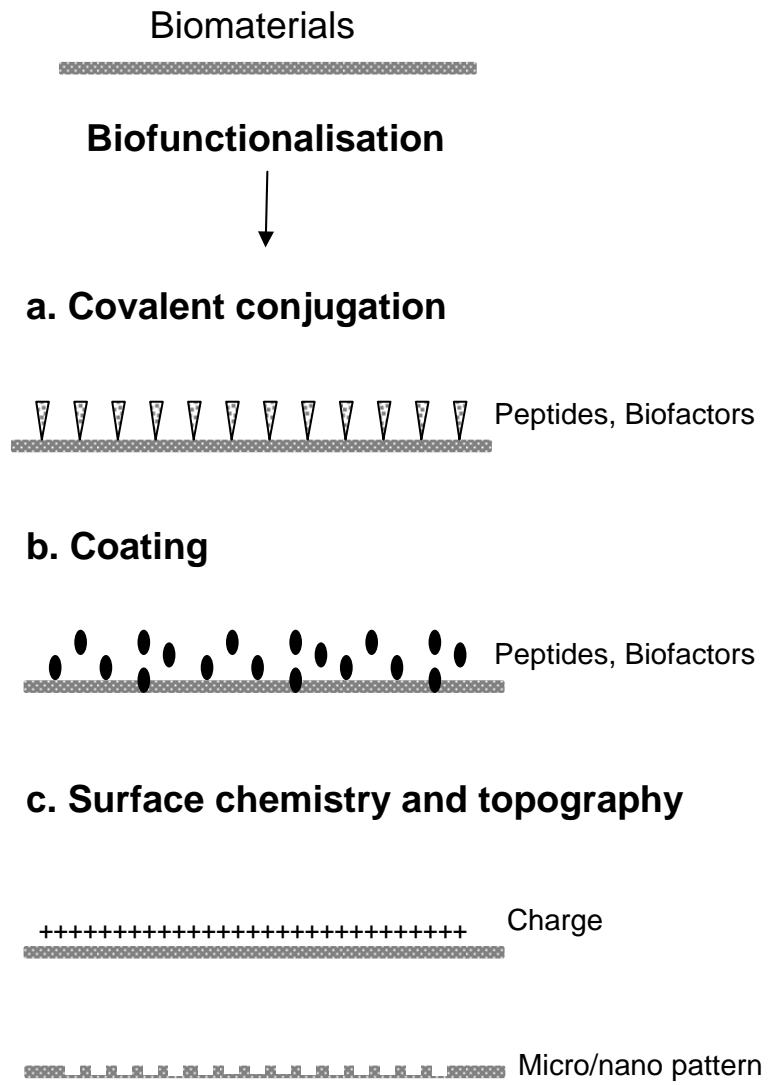 Biomaterials
Biofunctionalisation
a. Covalent conjugation
Peptides, Biofactors
b. Coating
Peptides, Biofactors
c. Surface chemistry and topography
+++++++++++++++++++++++++++++ Charge
Micro/nano pattern